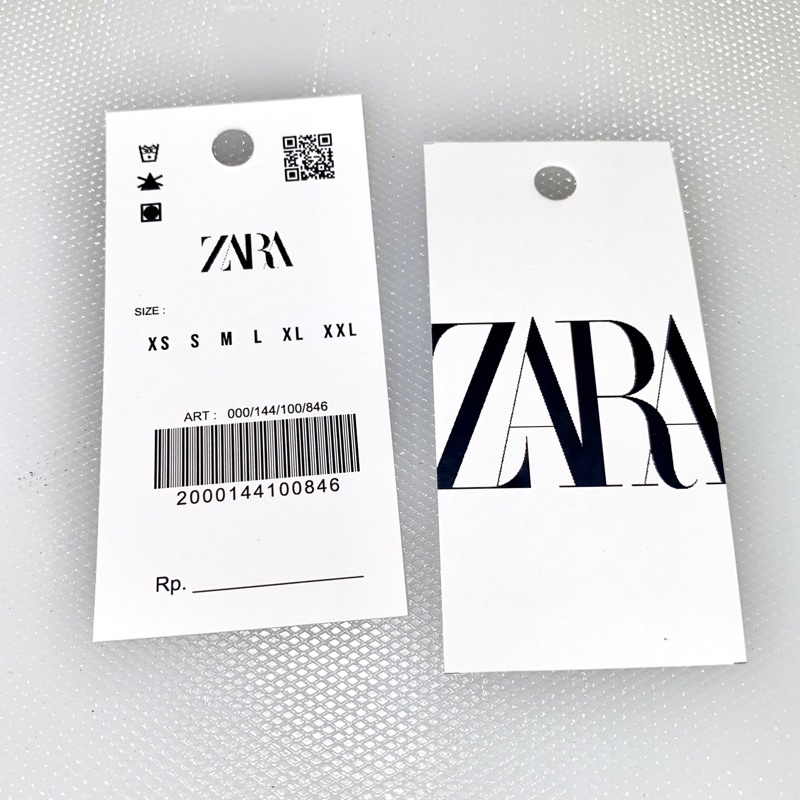 ZARA
SIZE :
XS S M L XL XXL
ART : 000/144/100/846
2000144100846
Rp.
ZARA